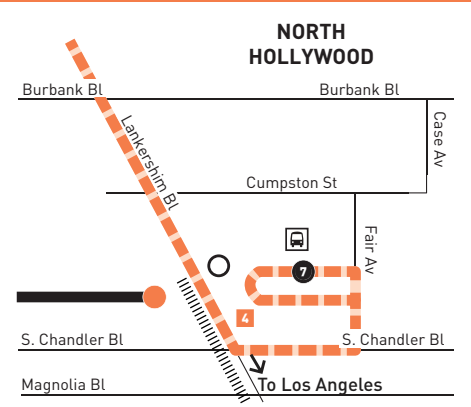 NORTH
HOLLYWOOD
Burbank Bl
Burbank Bl
Case Av
Lankershim Bl
Cumpston St
Fair Av
7
4
S. Chandler Bl
S. Chandler Bl
Magnolia Bl
To Los Angeles